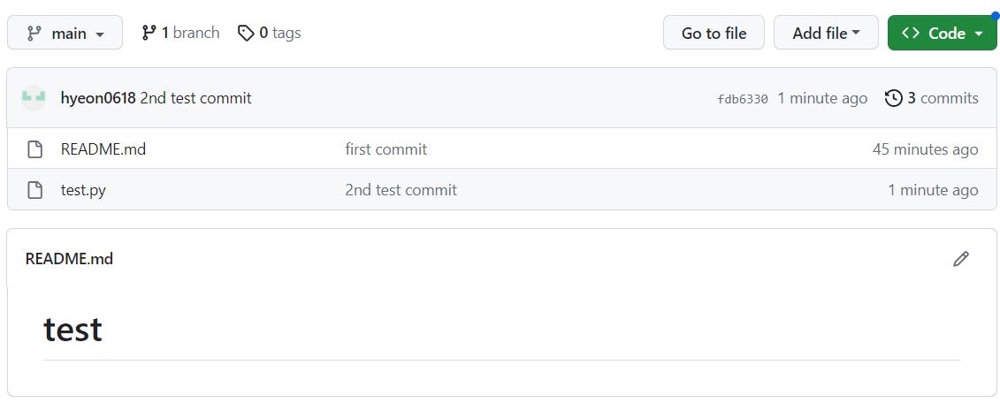 main 1 branch 0 tags Go to file Add file Code
hyeon0618 2nd test commit fdb6330 1 minute ago 3 commits
README.md first commit 45 minutes ago
test.py 2nd test commit 1 minute ago
README.md
test